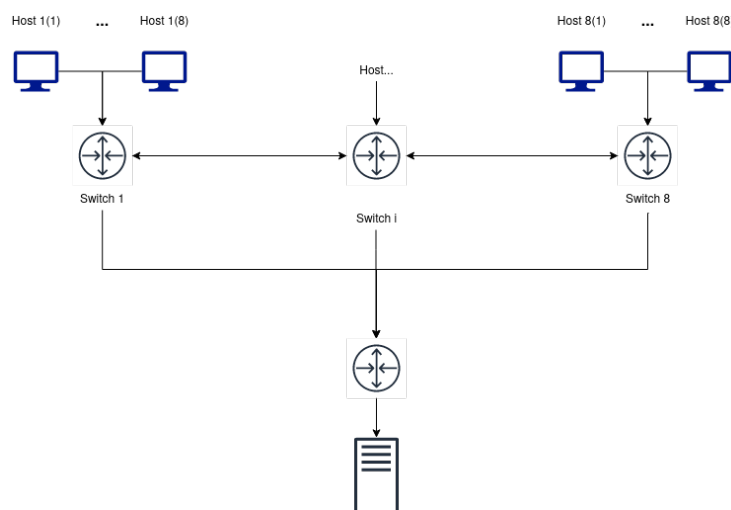 Host 1(1) ... Host 1(8)
Host 8(1) ... Host 8(8
Host...
Switch 1
Switch 8
Switch i